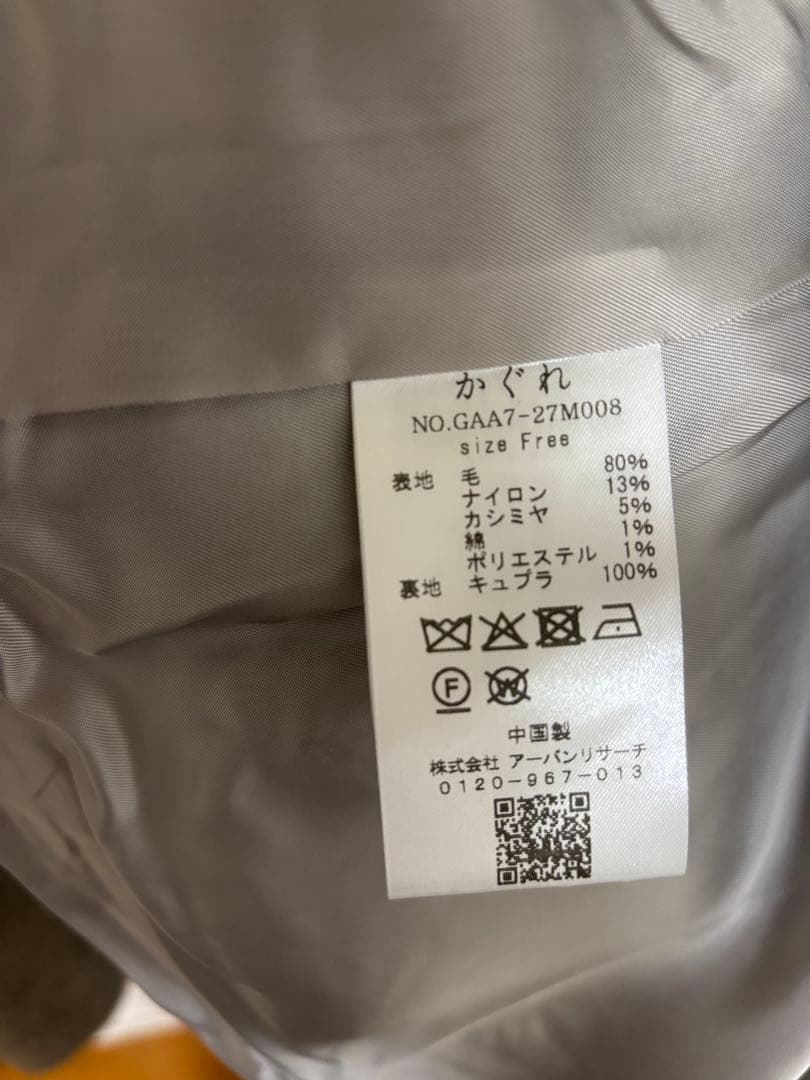 かぐれ
NO.GAA7-27M008
size Free
表地 毛 80%
ナイロン 13%
カシミヤ 5%
綿 1%
ポリエステル 1%
裏地 キュプラ 100%
F W
中国製
株式会社 アーバンリサーチ
0120-967-013